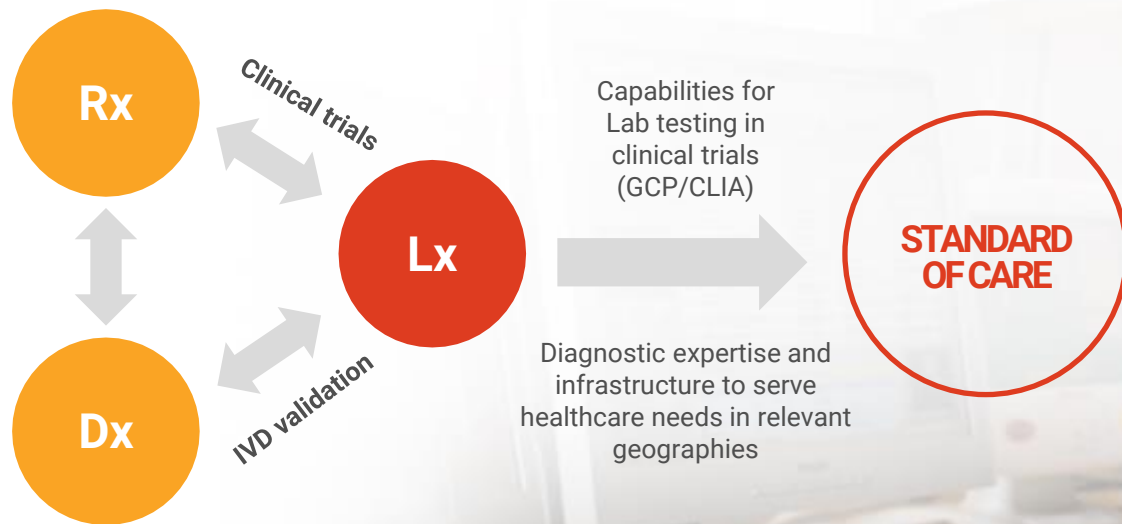 Rx
Clinical trials
Lx
Dx
IVD validation
Capabilities for
Lab testing in
clinical trials
(GCP/CLIA)
Diagnostic expertise and
infrastructure to serve
healthcare needs in relevant
geographies
STANDARD
OF CARE